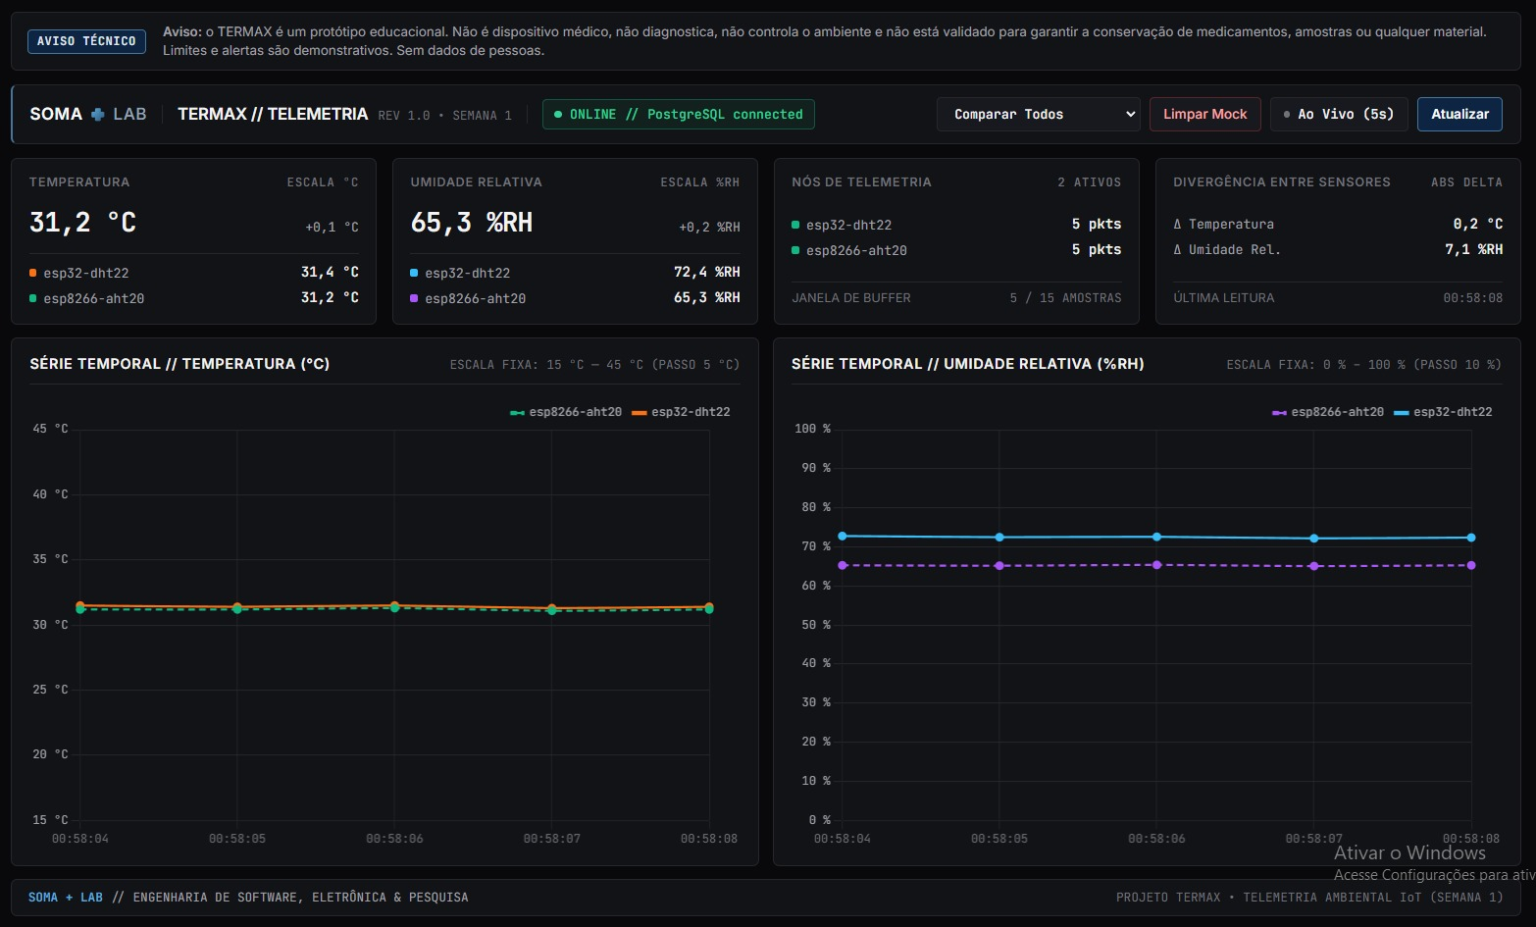 AVISO TÉCNICO
Aviso: o TERMAX é um protótipo educacional. Não é dispositivo médico, não diagnostica, não controla o ambiente e não está validado para garantir a conservação de medicamentos, amostras ou qualquer material.
Limites e alertas são demonstrativos. Sem dados de pessoas.
SOMA LAB TERMAX // TELEMETRIA REV 1.0 • SEMANA 1 ONLINE // PostgreSQL connected Comparar Todos Limpar Mock Ao Vivo (5s) Atualizar
TEMPERATURA ESCALA °C
31,2 °C +0,1 °C
esp32-dht22 31,4 °C
esp8266-aht20 31,2 °C
UMIDADE RELATIVA ESCALA %RH
65,3 %RH +0,2 %RH
esp32-dht22 72,4 %RH
esp8266-aht20 65,3 %RH
NÓS DE TELEMETRIA 2 ATIVOS
esp32-dht22 5 pkts
esp8266-aht20 5 pkts
JANELA DE BUFFER 5 / 15 AMOSTRAS
DIVERGÊNCIA ENTRE SENSORES ABS DELTA
Δ Temperatura 0,2 °C
Δ Umidade Rel. 7,1 %RH
ÚLTIMA LEITURA 00:58:08
SÉRIE TEMPORAL // TEMPERATURA (°C) ESCALA FIXA: 15 °C — 45 °C (PASSO 5 °C)
esp8266-aht20 esp32-dht22
45 °C
40 °C
35 °C
30 °C
25 °C
20 °C
15 °C
00:58:04 00:58:05 00:58:06 00:58:07 00:58:08
SÉRIE TEMPORAL // UMIDADE RELATIVA (%RH) ESCALA FIXA: 0 % – 100 % (PASSO 10 %)
esp8266-aht20 esp32-dht22
100 %
90 %
80 %
70 %
60 %
50 %
40 %
30 %
20 %
10 %
0 %
00:58:04 00:58:05 00:58:06 00:58:07 00:58:08
Ativar o Windows
Acesse Configurações para ativ
SOMA + LAB // ENGENHARIA DE SOFTWARE, ELETRÔNICA & PESQUISA PROJETO TERMAX • TELEMETRIA AMBIENTAL IoT (SEMANA 1)